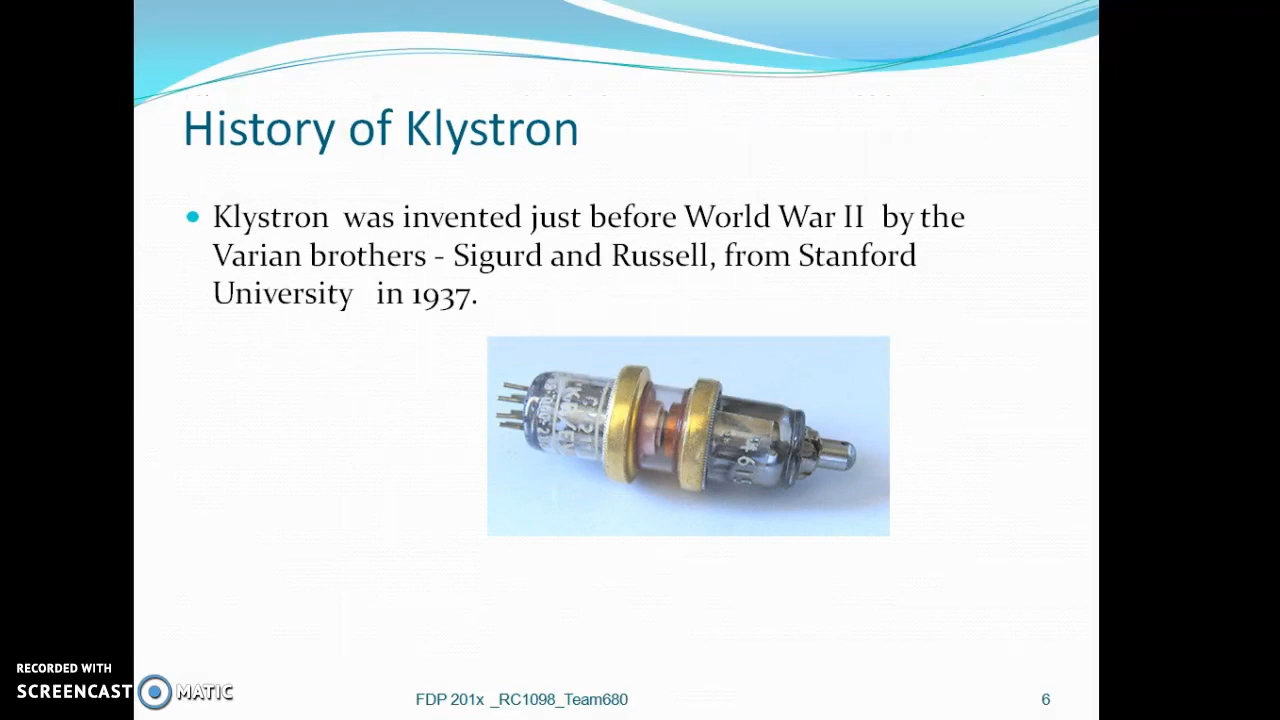 History of Klystron
Klystron was invented just before World War II by the
Varian brothers - Sigurd and Russell, from Stanford
University in 1937.
RECORDED WITH
SCREENCAST MATIC
FDP 201x _RC1098_Team680
6